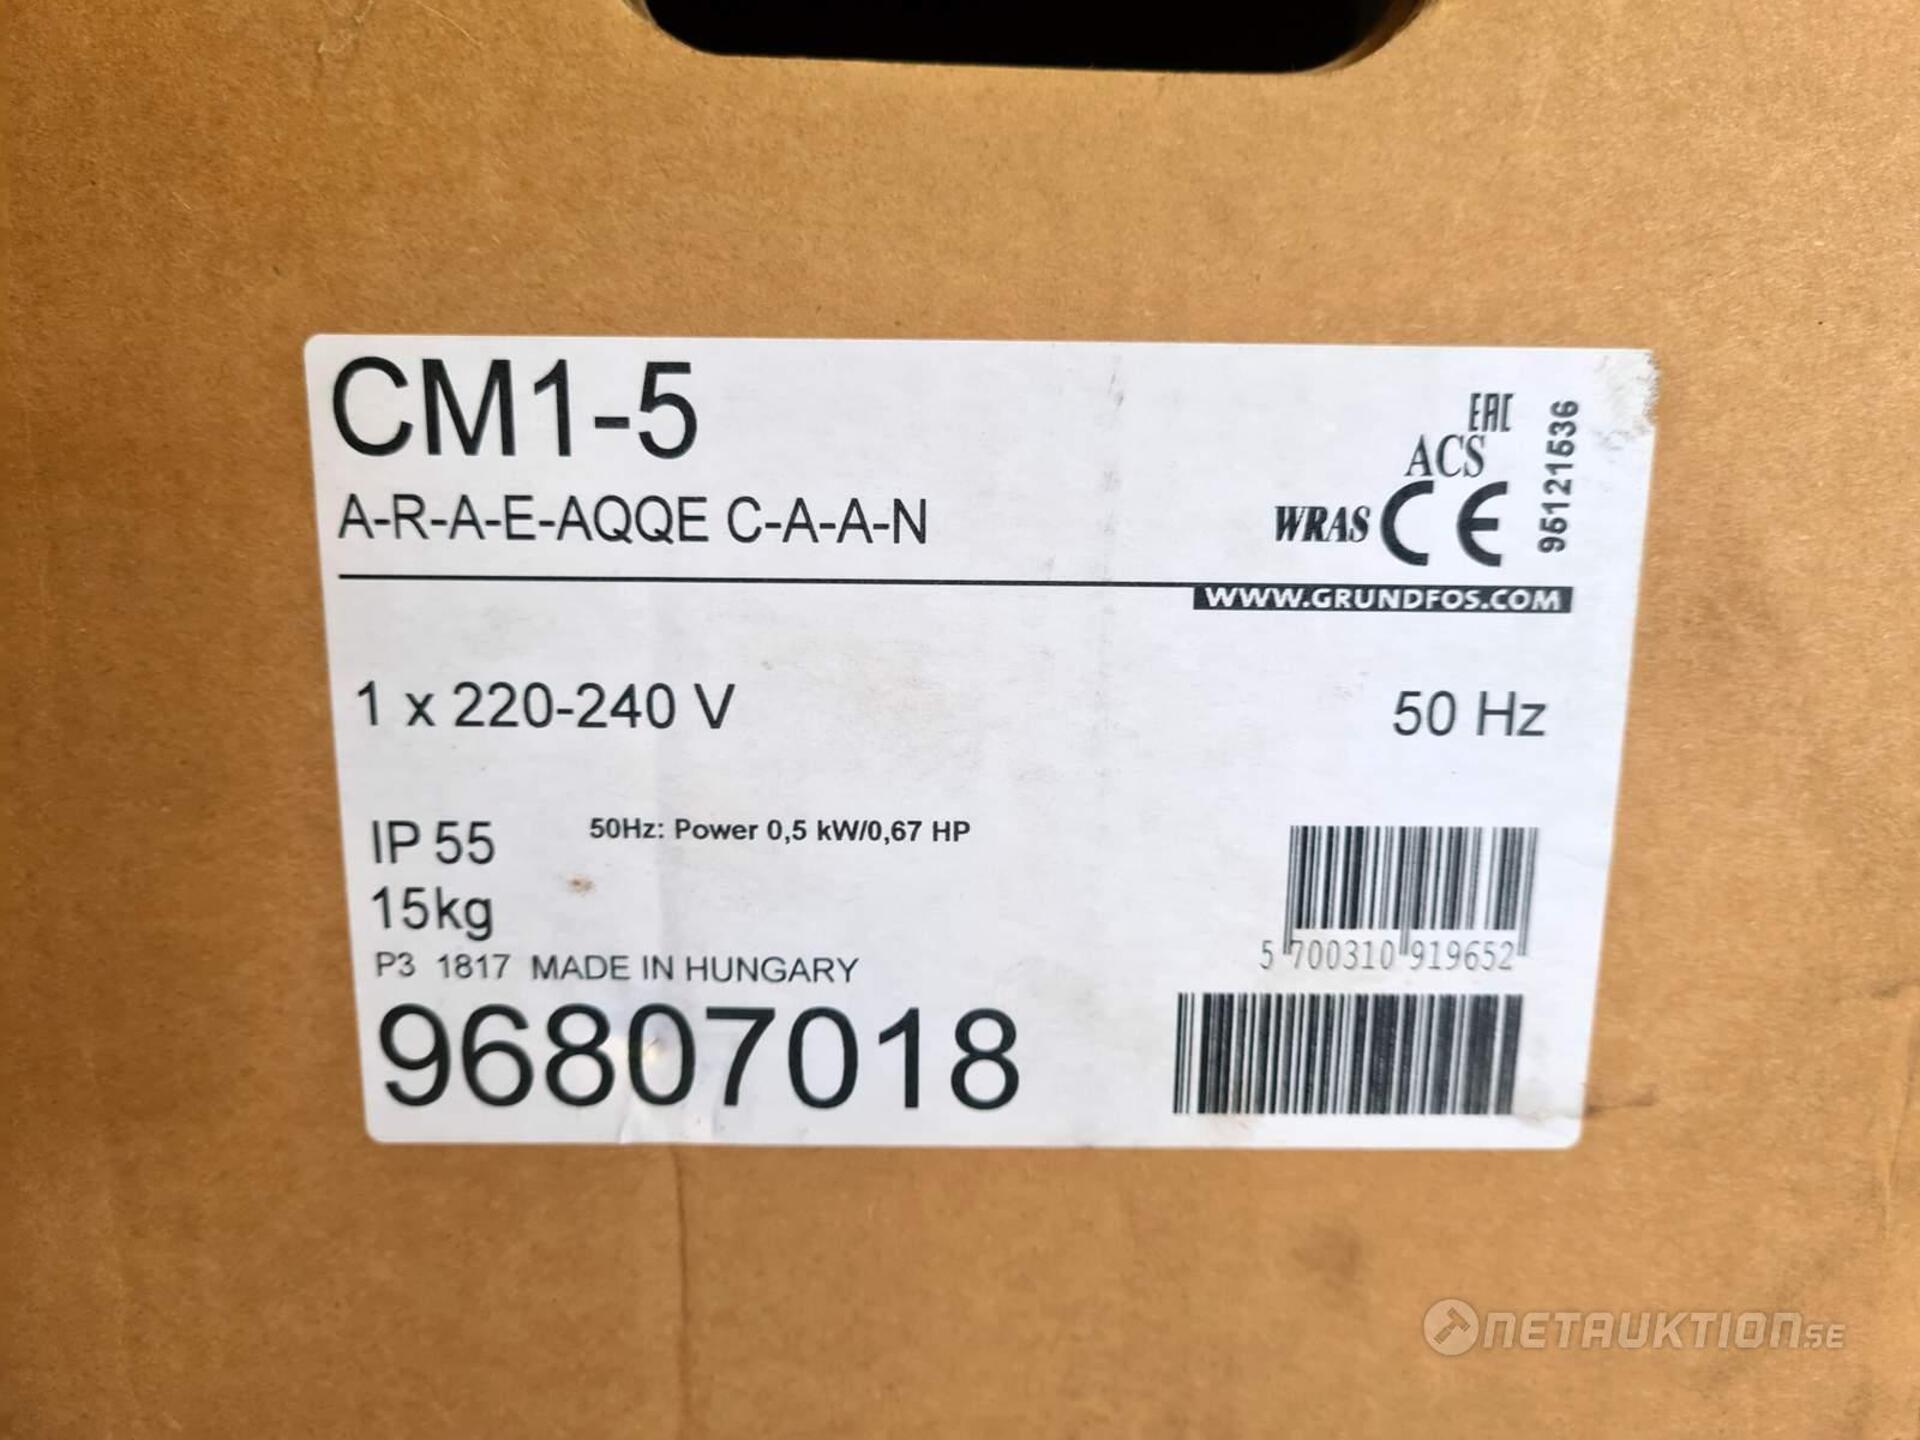 CM1-5
A-R-A-E-AQQE C-A-A-N
EAC
ACS
WRAS CE
95121536
WWW.GRUNDFOS.COM
1 x 220-240 V
50 Hz
IP 55
50Hz: Power 0,5 kW/0,67 HP
15kg
P3 1817 MADE IN HUNGARY
5 700310 919652
96807018
NETAUKTION.SE